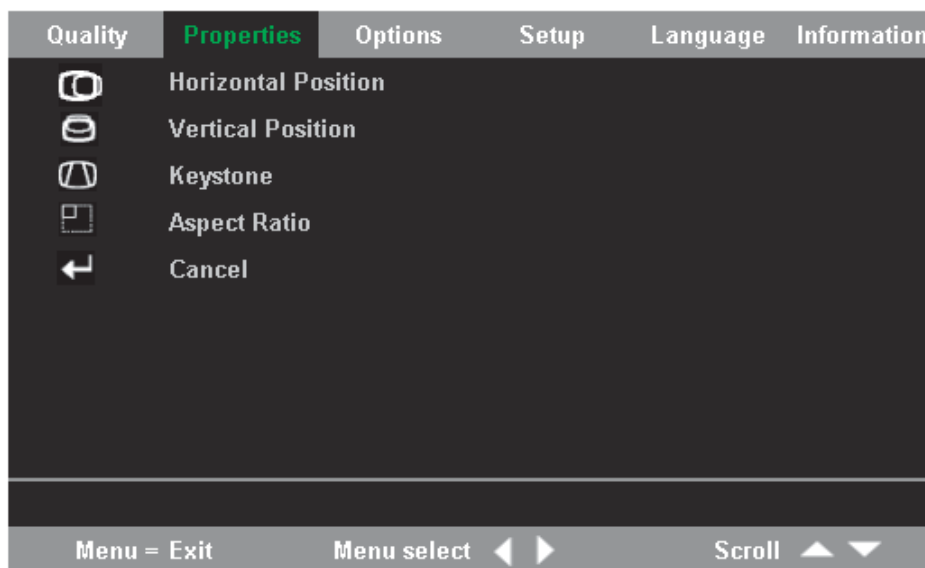 Quality Properties Options Setup Language Information
Horizontal Position
Vertical Position
Keystone
Aspect Ratio
Cancel
Menu = Exit Menu select Scroll